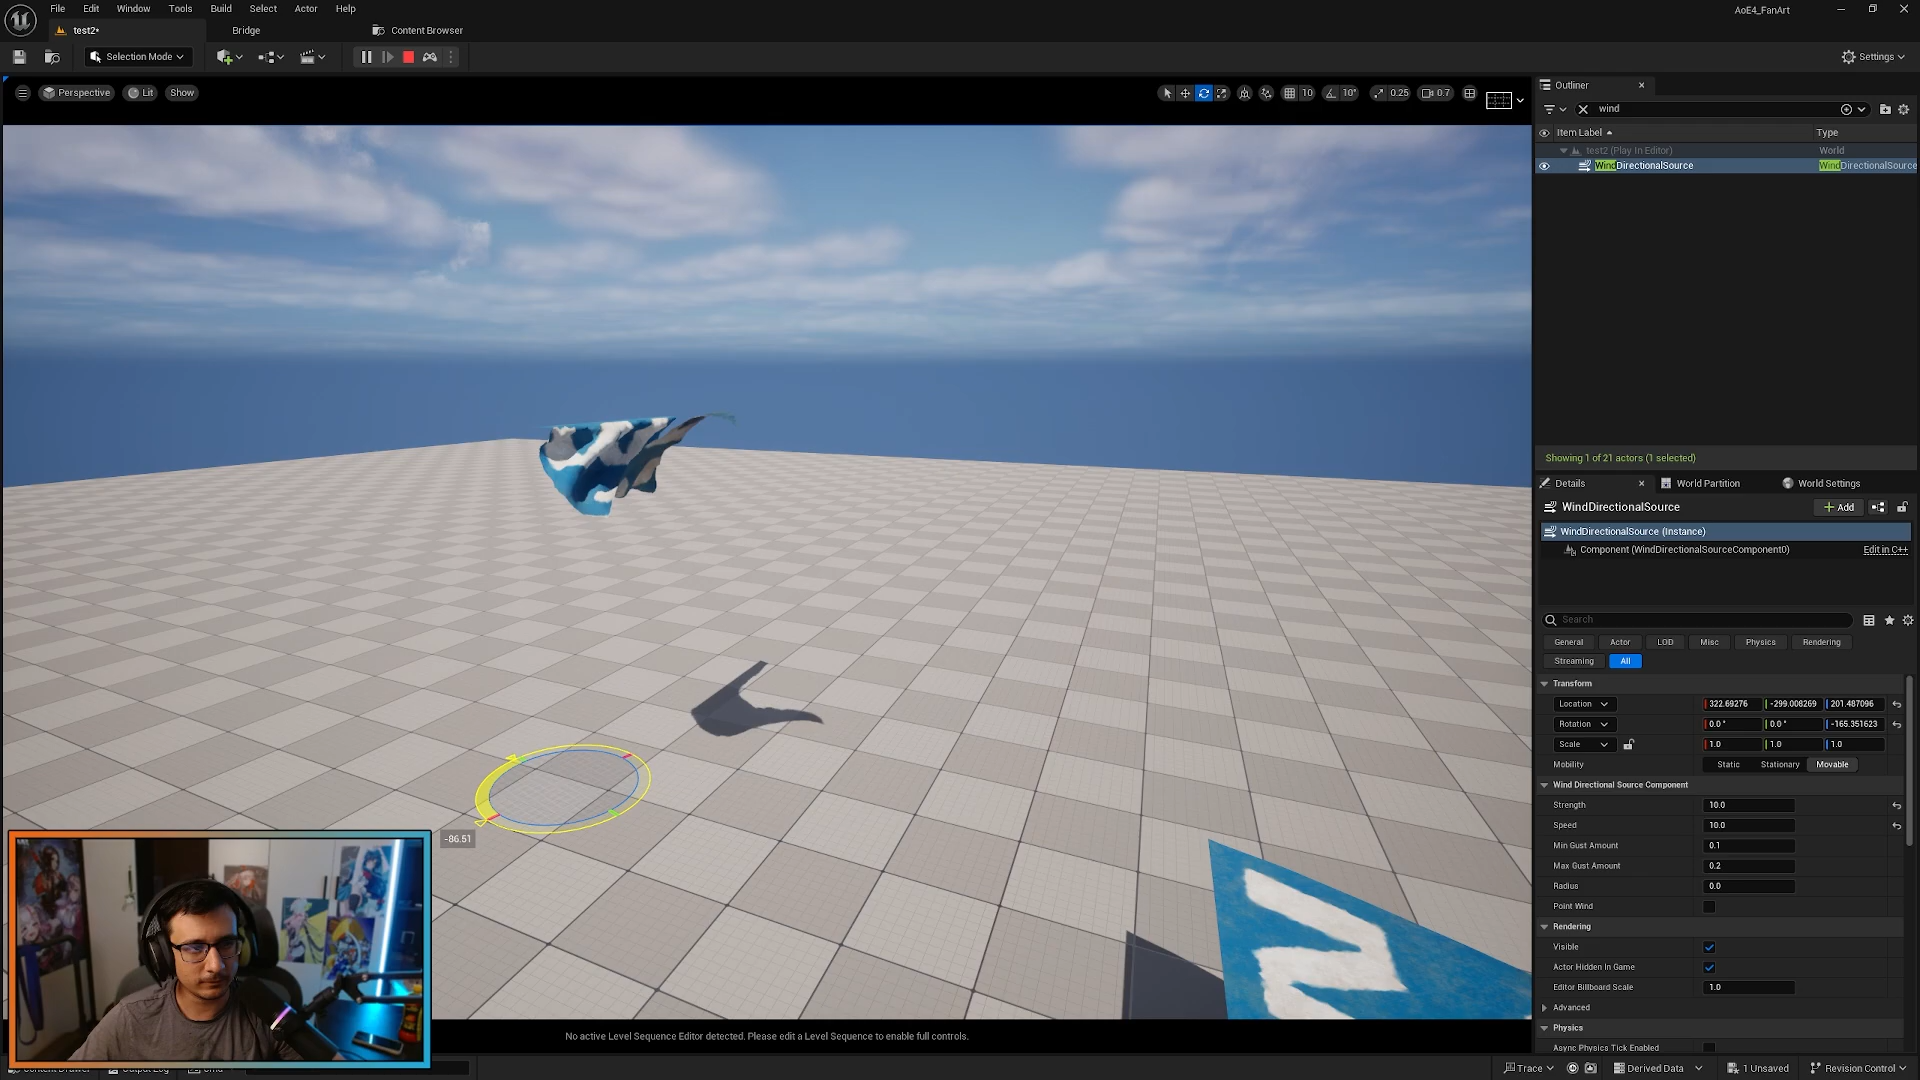 File Edit Window Tools Build Select Actor Help
AoE4_FanArt
test2•
Bridge
Content Browser
Selection Mode
Settings
Perspective
Lit
Show
10
10°
0.25
0.7
Outliner
wind
Item Label
Type
test2 (Play In Editor)
World
WindDirectionalSource
WindDirectionalSource
Showing 1 of 21 actors (1 selected)
Details
World Partition
World Settings
WindDirectionalSource
Add
WindDirectionalSource (Instance)
Component (WindDirectionalSourceComponent0)
Edit in C++
Search
General
Actor
LOD
Misc
Physics
Rendering
Streaming
All
Transform
Location
322.69276
-299.008269
201.487096
Rotation
0.0 °
0.0 °
-165.351623
Scale
1.0
1.0
1.0
Mobility
Static
Stationary
Movable
Wind Directional Source Component
Strength
10.0
Speed
10.0
Min Gust Amount
0.1
Max Gust Amount
0.2
Radius
0.0
Point Wind
Rendering
Visible
Actor Hidden In Game
Editor Billboard Scale
1.0
Advanced
Physics
Async Physics Tick Enabled
-86.51
No active Level Sequence Editor detected. Please edit a Level Sequence to enable full controls.
Trace
Derived Data
1 Unsaved
Revision Control